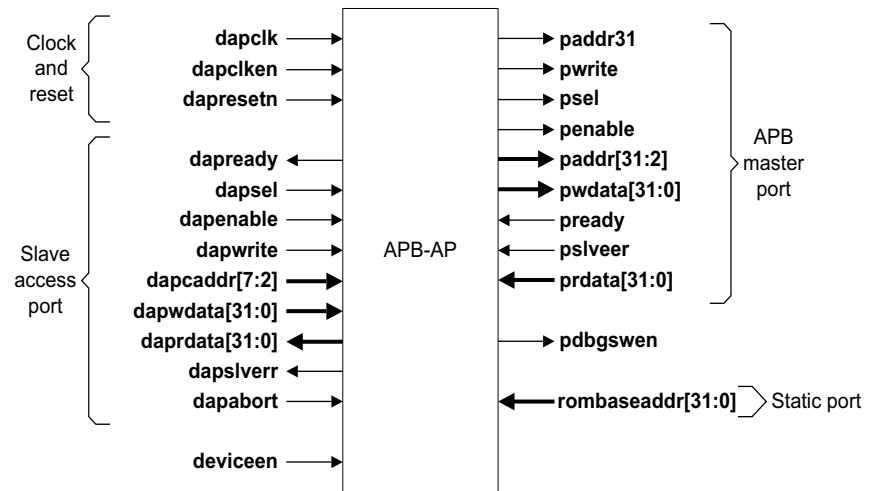 Clock
and
reset
dapclk
dapclken
dapresetn
Slave
access
port
dapready
dapsel
dapenable
dapwrite
dapcaddr[7:2]
dapwdata[31:0]
daprdata[31:0]
dapslverr
dapabort
deviceen
APB-AP
paddr31
pwrite
psel
penable
paddr[31:2]
pwdata[31:0]
pready
pslveer
prdata[31:0]
APB
master
port
pdbgswen
rombaseaddr[31:0]
Static port